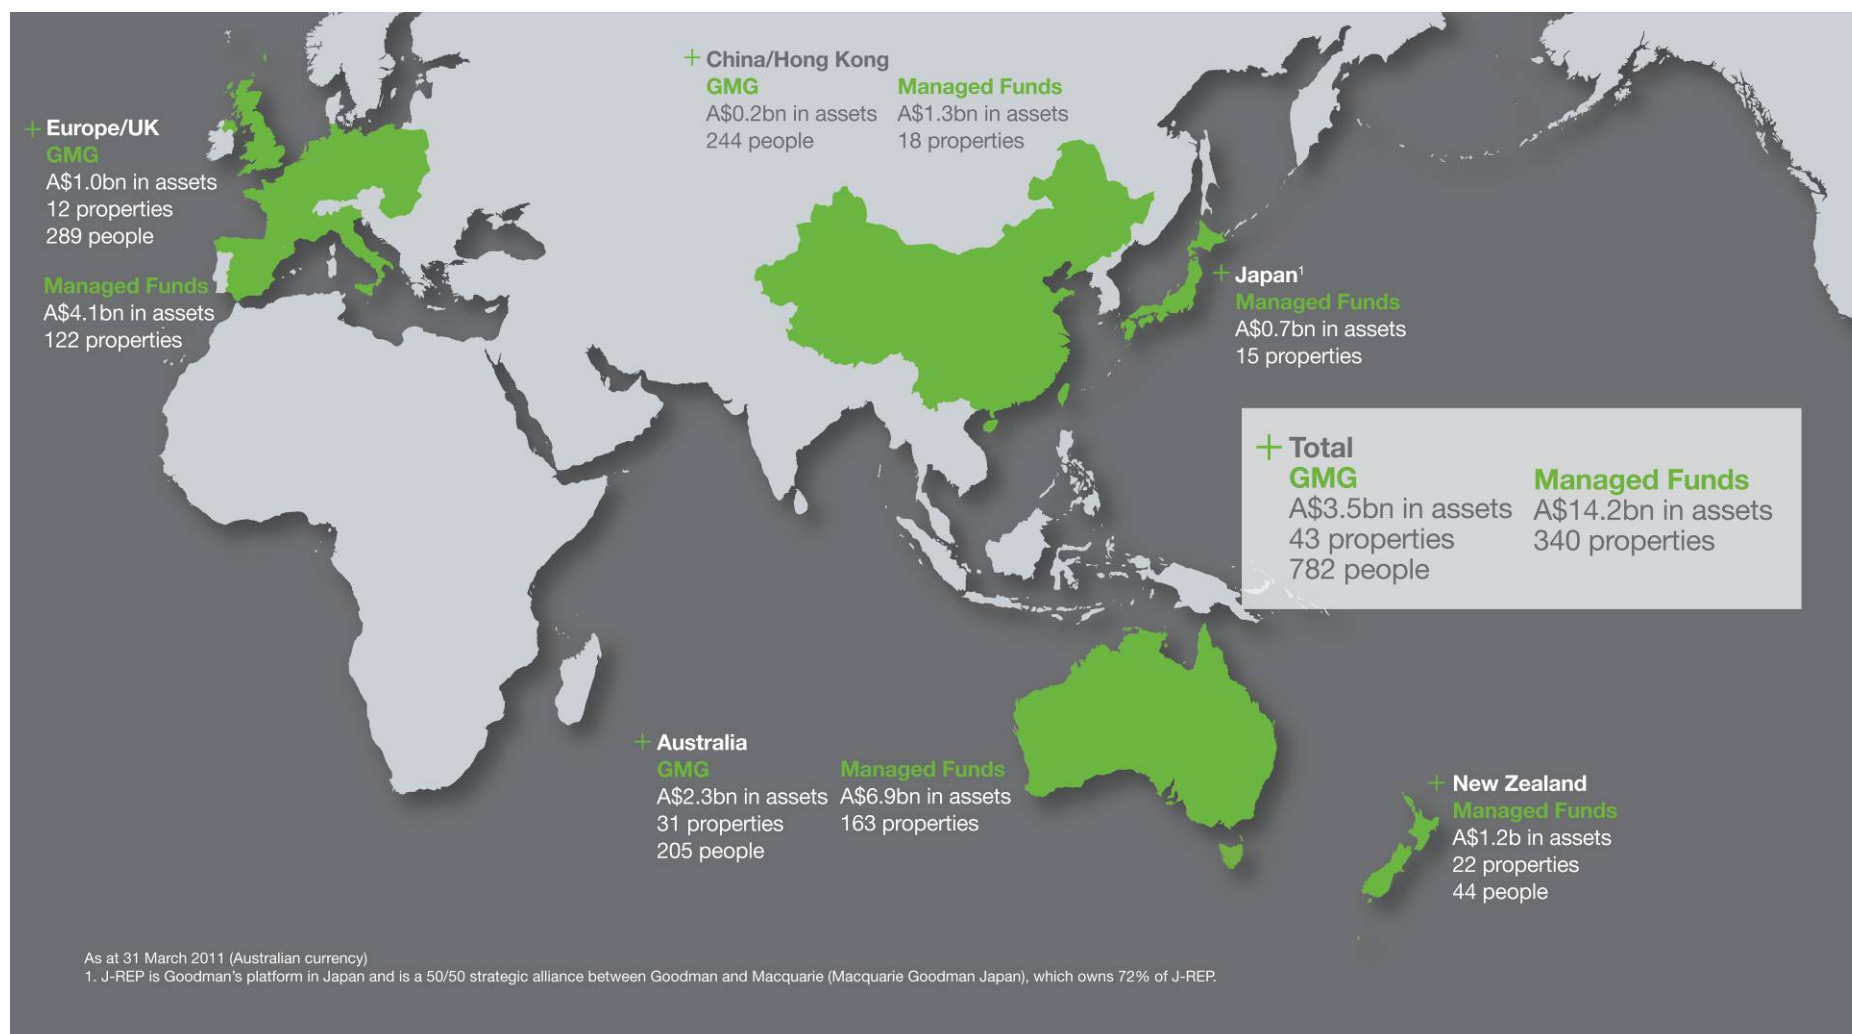 China/Hong Kong
GMG Managed Funds
A$0.2bn in assets A$1.3bn in assets
244 people 18 properties
Europe/UK
GMG
A$1.0bn in assets
12 properties
289 people
Managed Funds
A$4.1bn in assets
122 properties
Japan¹
Managed Funds
A$0.7bn in assets
15 properties
Total
GMG Managed Funds
A$3.5bn in assets A$14.2bn in assets
43 properties 340 properties
782 people
Australia
GMG Managed Funds
A$2.3bn in assets A$6.9bn in assets
31 properties 163 properties
205 people
New Zealand
Managed Funds
A$1.2b in assets
22 properties
44 people
As at 31 March 2011 (Australian currency)
1. J-REP is Goodman's platform in Japan and is a 50/50 strategic alliance between Goodman and Macquarie (Macquarie Goodman Japan), which owns 72% of J-REP.